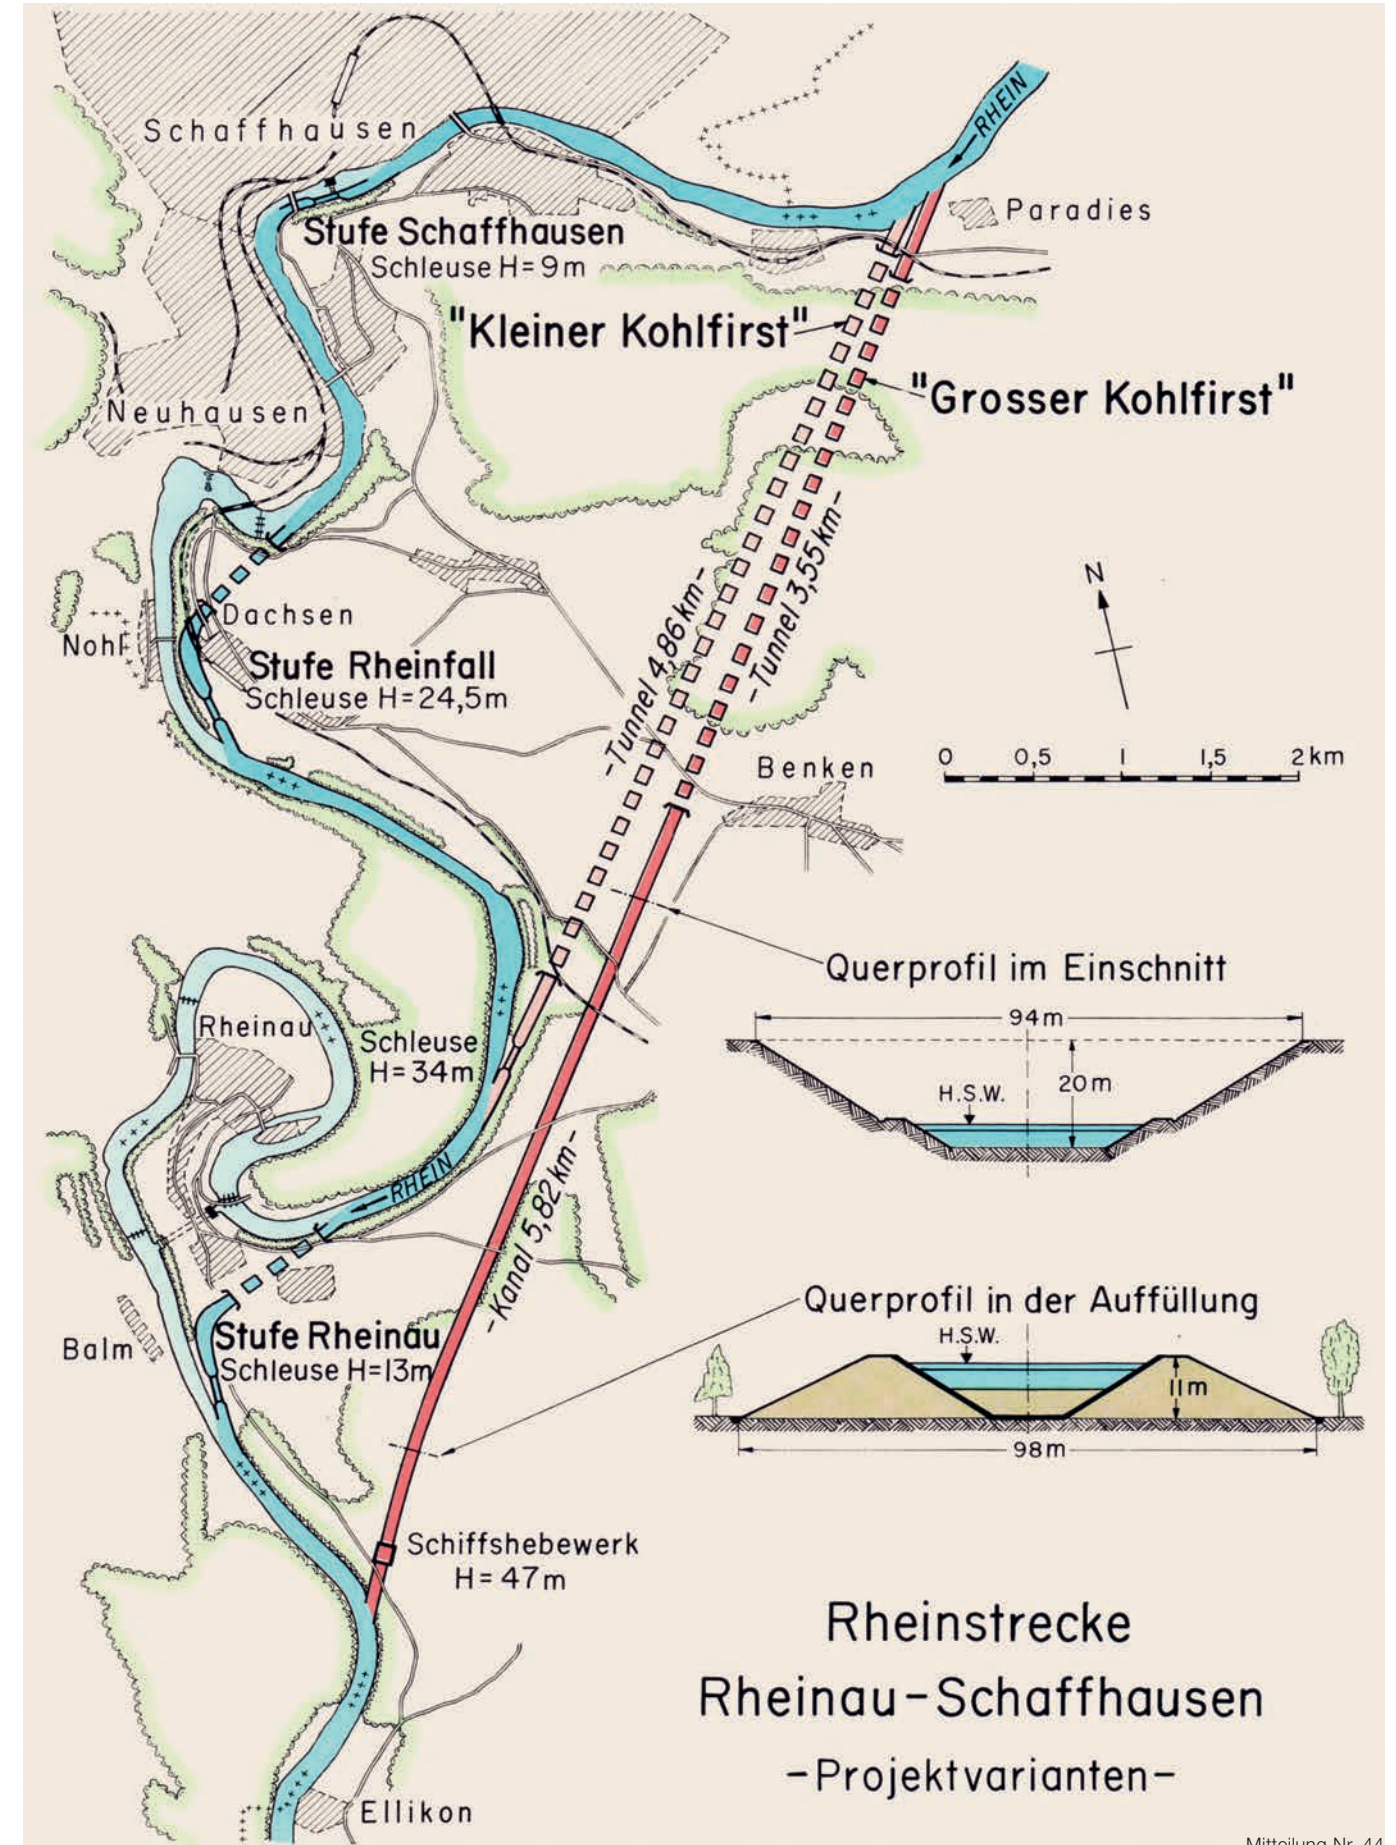 RHEIN
Schaffhausen
Paradies
Stufe Schaffhausen
Schleuse H=9m
"Kleiner Kohlfirst"
"Grosser Kohlfirst"
Neuhausen
-Tunnel 4,86 km-
-Tunnel 3,55 km-
N
Dachsen
Nohl
Stufe Rheinfall
Schleuse H=24,5m
0 0,5 1 1,5 2 km
Benken
Querprofil im Einschnitt
94m
20m
H.S.W.
Rheinau
Schleuse
H=34m
RHEIN
-Kanal 5,82 km-
Querprofil in der Auffüllung
H.S.W.
11m
98m
Balm
Stufe Rheinau
Schleuse H=13m
Schiffshebewerk
H=47m
Rheinstrecke
Rheinau-Schaffhausen
-Projektvarianten-
Ellikon
Mitteilung Nr. 44